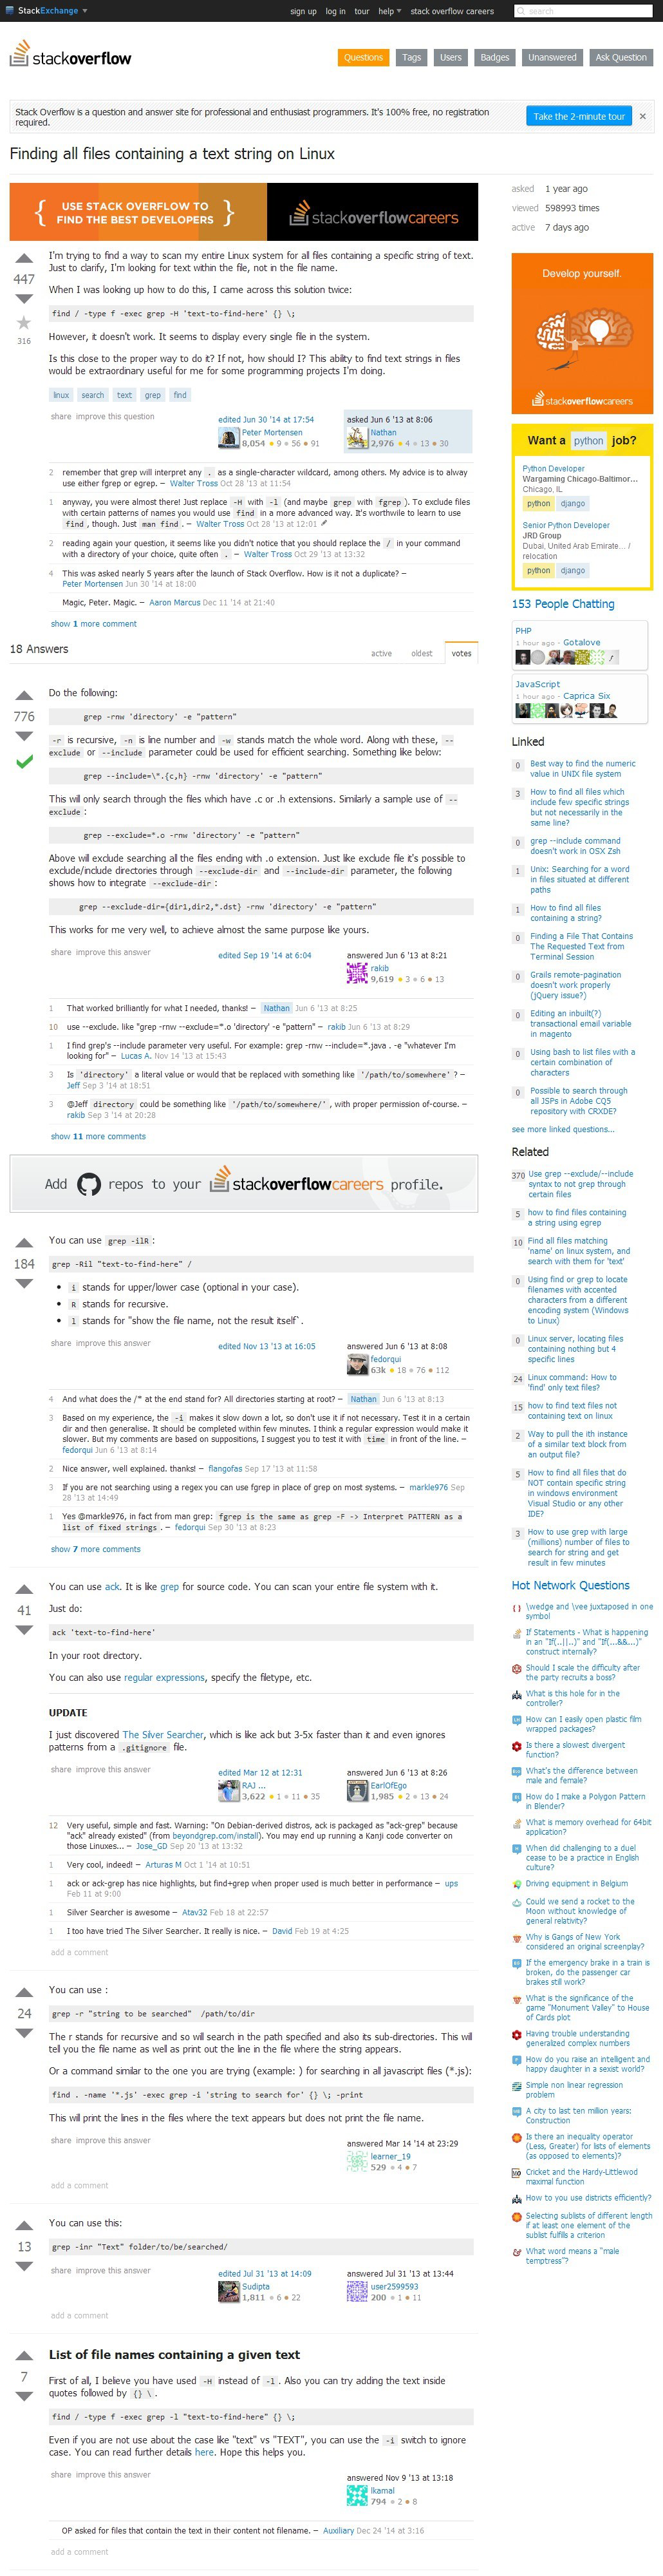 StackExchange
sign up log in tour help stack overflow careers search
stackoverflow
Questions Tags Users Badges Unanswered Ask Question
Stack Overflow is a question and answer site for professional and enthusiast programmers. It's 100% free, no registration
required.
Take the 2-minute tour ×
Finding all files containing a text string on Linux
{ USE STACK OVERFLOW TO
FIND THE BEST DEVELOPERS }
stackoverflowcareers
447
316
I'm trying to find a way to scan my entire Linux system for all files containing a specific string of text.
Just to clarify, I'm looking for text within the file, not in the file name.
When I was looking up how to do this, I came across this solution twice:
find / -type f -exec grep -H 'text-to-find-here' {} \;
However, it doesn't work. It seems to display every single file in the system.
Is this close to the proper way to do it? If not, how should I? This ability to find text strings in files
would be extraordinary useful for me for some programming projects I'm doing.
linux search text grep find
share improve this question
edited Jun 30 '14 at 17:54
Peter Mortensen
8,054 9 56 91
asked Jun 6 '13 at 8:06
Nathan
2,976 4 13 30
2 remember that grep will interpret any . as a single-character wildcard, among others. My advice is to alway
use either fgrep or egrep. – Walter Tross Oct 28 '13 at 11:54
1 anyway, you were almost there! Just replace -H with -l (and maybe grep with fgrep). To exclude files
with certain patterns of names you would use find in a more advanced way. It's worthwile to learn to use
find, though. Just man find. – Walter Tross Oct 28 '13 at 12:01
2 reading again your question, it seems like you didn't notice that you should replace the / in your command
with a directory of your choice, quite often . – Walter Tross Oct 29 '13 at 13:32
4 This was asked nearly 5 years after the launch of Stack Overflow. How is it not a duplicate? –
Peter Mortensen Jun 30 '14 at 18:00
Magic, Peter. Magic. – Aaron Marcus Dec 11 '14 at 21:40
show 1 more comment
18 Answers
active oldest votes
776
Do the following:
grep -rnw 'directory' -e "pattern"
-r is recursive, -n is line number and -w stands match the whole word. Along with these, --
exclude or --include parameter could be used for efficient searching. Something like below:
grep --include=\*.{c,h} -rnw 'directory' -e "pattern"
This will only search through the files which have .c or .h extensions. Similarly a sample use of --
exclude:
grep --exclude=*.o -rnw 'directory' -e "pattern"
Above will exclude searching all the files ending with .o extension. Just like exclude file it's possible to
exclude/include directories through --exclude-dir and --include-dir parameter, the following
shows how to integrate --exclude-dir:
grep --exclude-dir={dir1,dir2,*.dst} -rnw 'directory' -e "pattern"
This works for me very well, to achieve almost the same purpose like yours.
share improve this answer
edited Sep 19 '14 at 6:04
answered Jun 6 '13 at 8:21
rakib
9,619 3 6 13
1 That worked brilliantly for what I needed, thanks! – Nathan Jun 6 '13 at 8:25
10 use --exclude. like "grep -rnw --exclude=*.o 'directory' -e "pattern" – rakib Jun 6 '13 at 8:29
1 I find grep's --include parameter very useful. For example: grep -rnw --include=*.java . -e "whatever I'm
looking for" – Lucas A. Nov 14 '13 at 15:43
3 Is 'directory' a literal value or would that be replaced with something like '/path/to/somewhere' ? –
Jeff Sep 3 '14 at 18:51
3 @Jeff directory could be something like '/path/to/somewhere/', with proper permission-of-course. –
rakib Sep 3 '14 at 20:28
show 11 more comments
Add repos to your stackoverflowcareers profile.
184
You can use grep -ilR:
grep -Ril "text-to-find-here" /
• i stands for upper/lower case (optional in your case).
• R stands for recursive.
• l stands for "show the file name, not the result itself`.
share improve this answer
edited Nov 13 '13 at 16:05
answered Jun 6 '13 at 8:08
fedorqui
63k 18 76 112
4 And what does the /* at the end stand for? All directories starting at root? – Nathan Jun 6 '13 at 8:13
3 Based on my experience, the -i makes it slow down a lot, so don't use it if not necessary. Test it in a certain
dir and then generalise. It should be completed within few minutes. I think a regular expression would make it
slower. But my comments are based on suppositions, I suggest you to test it with time in front of the line. –
fedorqui Jun 6 '13 at 8:14
2 Nice answer, well explained. thanks! – flangofas Sep 17 '13 at 11:58
3 If you are not searching using a regex you can use fgrep in place of grep on most systems. – markle976 Sep
28 '13 at 14:49
1 Yes @markle976, in fact from man grep: fgrep is the same as grep -F -> Interpret PATTERN as a
list of fixed strings. – fedorqui Sep 30 '13 at 8:23
show 7 more comments
41
You can use ack. It is like grep for source code. You can scan your entire file system with it.
Just do:
ack 'text-to-find-here'
In your root directory.
You can also use regular expressions, specify the filetype, etc.
UPDATE
I just discovered The Silver Searcher, which is like ack but 3-5x faster than it and even ignores
patterns from a .gitignore file.
share improve this answer
edited Mar 12 at 12:31
RAJ ...
3,622 1 11 35
answered Jun 6 '13 at 8:26
EarlOfEgo
1,985 2 13 24
12 Very useful, simple and fast. Warning: "On Debian-derived distros, ack is packaged as "ack-grep" because
"ack" already existed" (from beyondgrep.com/install). You may end up running a Kanji code converter on
those Linuxes... – Jose_GD Sep 20 '13 at 13:32
1 Very cool, indeed! – Arturas M Oct 1 '14 at 10:51
1 ack or ack-grep has nice highlights, but find+grep when proper used is much better in performance – ups
Feb 11 at 9:00
1 Silver Searcher is awesome – Atav32 Feb 18 at 22:57
1 I too have tried The Silver Searcher. It really is nice. – David Feb 19 at 4:25
add a comment
24
You can use :
grep -r "string to be searched" /path/to/dir
The r stands for recursive and so will search in the path specified and also its sub-directories. This will
tell you the file name as well as print out the line in the file where the string appears.
Or a command similar to the one you are trying (example: ) for searching in all javascript files (*.js):
find . -name '*.js' -exec grep -i 'string to search for' {} \; -print
This will print the lines in the files where the text appears but does not print the file name.
share improve this answer
answered Mar 14 '14 at 23:29
learner_19
529 4 7
add a comment
13
You can use this:
grep -inr "Text" folder/to/be/searched/
share improve this answer
edited Jul 31 '13 at 14:09
Sudipta
1,811 6 22
answered Jul 31 '13 at 13:44
user2599593
200 1 11
add a comment
7
List of file names containing a given text
First of all, I believe you have used -H instead of -l. Also you can try adding the text inside
quotes followed by {} \.
find / -type f -exec grep -l "text-to-find-here" {} \;
Even if you are not use about the case like "text" vs "TEXT", you can use the -i switch to ignore
case. You can read further details here. Hope this helps you.
share improve this answer
answered Nov 9 '13 at 13:18
lkamal
794 2 8
OP asked for files that contain the text in their content not filename. – Auxiliary Dec 24 '14 at 3:16
add a comment
asked 1 year ago
viewed 598993 times
active 7 days ago
Develop yourself.
stackoverflowcareers
Want a python job?
Python Developer
Wargaming Chicago-Baltimor...
Chicago, IL
python django
Senior Python Developer
JRD Group
Dubai, United Arab Emirate... /
relocation
python django
153 People Chatting
PHP
1 hour ago - Gotalove
JavaScript
1 hour ago - Caprica Six
Linked
0 Best way to find the numeric
value in UNIX file system
3 How to find all files which
include few specific strings
but not necessarily in the
same line?
0 grep --include command
doesn't work in OSX Zsh
1 Unix: Searching for a word
in files situated at different
paths
1 How to find all files
containing a string?
0 Finding a File That Contains
The Requested Text from
Terminal Session
0 Grails remote-pagination
doesn't work properly
(jQuery issue?)
0 Editing an inbuilt(?)
transactional email variable
in magento
0 Using bash to list files with a
certain combination of
characters
0 Possible to search through
all JSPs in Adobe CQ5
repository with CRXDE?
see more linked questions...
Related
370 Use grep --exclude/--include
syntax to not grep through
certain files
5 how to find files containing
a string using egrep
10 Find all files matching
'name' on linux system, and
search with them for 'text'
0 Using find or grep to locate
filenames with accented
characters from a different
encoding system (Windows
to Linux)
0 Linux server, locating files
containing nothing but 4
specific lines
24 Linux command: How to
'find' only text files?
15 how to find text files not
containing text on linux
2 Way to pull the ith instance
of a similar text block from
an output file?
5 How to find all files that do
NOT contain specific string
in windows environment
Visual Studio or any other
IDE?
3 How to use grep with large
(millions) number of files to
search for string and get
result in few minutes
Hot Network Questions
\wedge and \vee juxtaposed in one
symbol
If Statements - What is happening
in an "If(..||..)" and "If(...&&...)"
construct internally?
Should I scale the difficulty after
the party recruits a boss?
What is this hole for in the
controller?
How can I easily open plastic film
wrapped packages?
Is there a slowest divergent
function?
What's the difference between
male and female?
How do I make a Polygon Pattern
in Blender?
What is memory overhead for 64bit
application?
When did challenging to a duel
cease to be a practice in English
culture?
Driving equipment in Belgium
Could we send a rocket to the
Moon without knowledge of
general relativity?
Why is Gangs of New York
considered an original screenplay?
If the emergency brake in a train is
broken, do the passenger car
brakes still work?
What is the significance of the
game "Monument Valley" to House
of Cards plot
Having trouble understanding
generalized complex numbers
How do you raise an intelligent and
happy daughter in a sexist world?
Simple non linear regression
problem
A city to last ten million years:
Construction
Is there an inequality operator
(Less, Greater) for lists of elements
(as opposed to elements)?
Cricket and the Hardy-Littlewod
maximal function
How to you use districts efficiently?
Selecting sublists of different length
if at least one element of the
sublist fulfills a criterion
What word means a "male
temptress"?